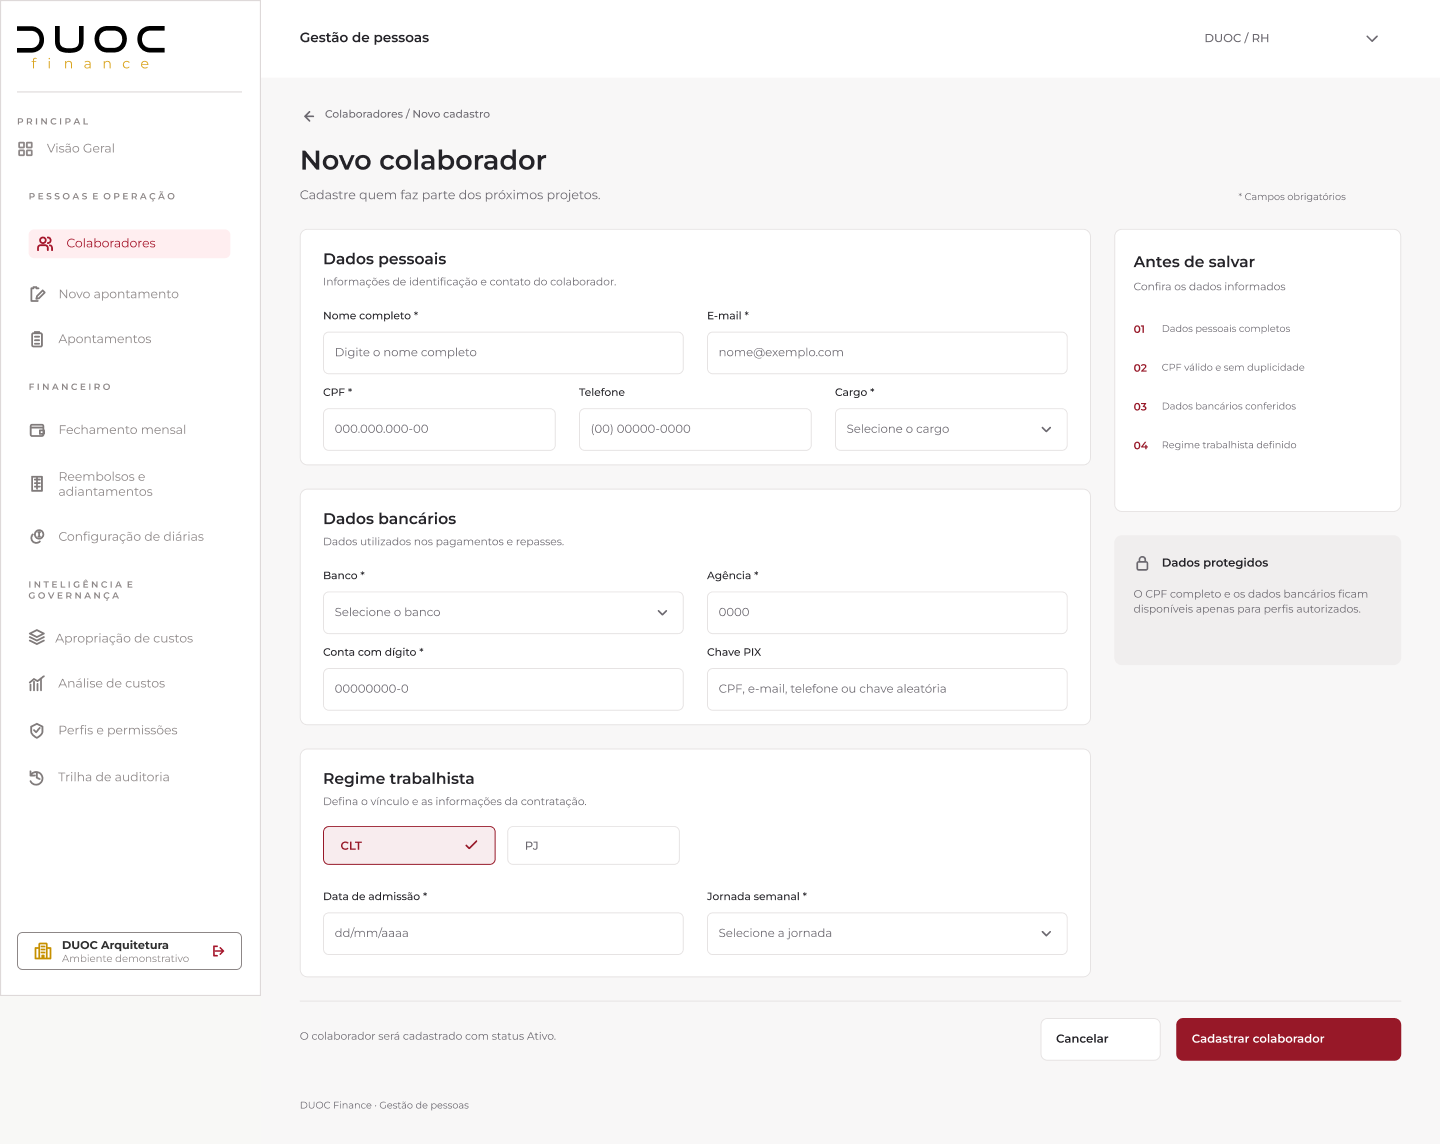 DUOC
finance
PRINCIPAL
Visão Geral
PESSOAS E OPERAÇÃO
Colaboradores
Novo apontamento
Apontamentos
FINANCEIRO
Fechamento mensal
Reembolsos e
adiantamentos
Configuração de diárias
INTELIGÊNCIA E
GOVERNANÇA
Apropriação de custos
Análise de custos
Perfis e permissões
Trilha de auditoria
DUOC Arquitetura
Ambiente demonstrativo
Gestão de pessoas
DUOC / RH
Colaboradores / Novo cadastro
Novo colaborador
Cadastre quem faz parte dos próximos projetos.
* Campos obrigatórios
Dados pessoais
Informações de identificação e contato do colaborador.
Nome completo *
E-mail *
Digite o nome completo
nome@exemplo.com
CPF *
Telefone
Cargo *
000.000.000-00
(00) 00000-0000
Selecione o cargo
Dados bancários
Dados utilizados nos pagamentos e repasses.
Banco *
Agência *
Selecione o banco
0000
Conta com dígito *
Chave PIX
00000000-0
CPF, e-mail, telefone ou chave aleatória
Regime trabalhista
Defina o vínculo e as informações da contratação.
CLT
PJ
Data de admissão *
Jornada semanal *
dd/mm/aaaa
Selecione a jornada
Antes de salvar
Confira os dados informados
01 Dados pessoais completos
02 CPF válido e sem duplicidade
03 Dados bancários conferidos
04 Regime trabalhista definido
Dados protegidos
O CPF completo e os dados bancários ficam
disponíveis apenas para perfis autorizados.
O colaborador será cadastrado com status Ativo.
Cancelar
Cadastrar colaborador
DUOC Finance · Gestão de pessoas